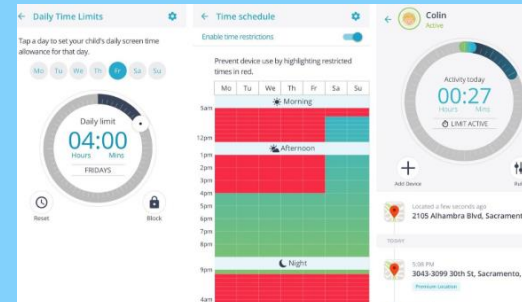 Daily Time Limits
Tap a day to set your child's daily screen time
allowance for that day.
Mo Tu We Th Fr Sa Su
Daily limit
04:00
Hours Mins
FRIDAYS
Reset
Block
Time schedule
Enable time restrictions
Prevent device use by highlighting restricted
times in red.
Mo Tu We Th Fr Sa Su
Morning
9am
12pm
Afternoon
1pm
2pm
3pm
4pm
5pm
6pm
7pm
8pm
Night
9pm
4am
Colin
Active
Activity today
00:27
Hours Mins
LIMIT ACTIVE
Add Device
Located a few seconds ago
2105 Alhambra Blvd, Sacrament
TODAY
5:08 PM
3043-3099 30th St, Sacramento,
Premium Location